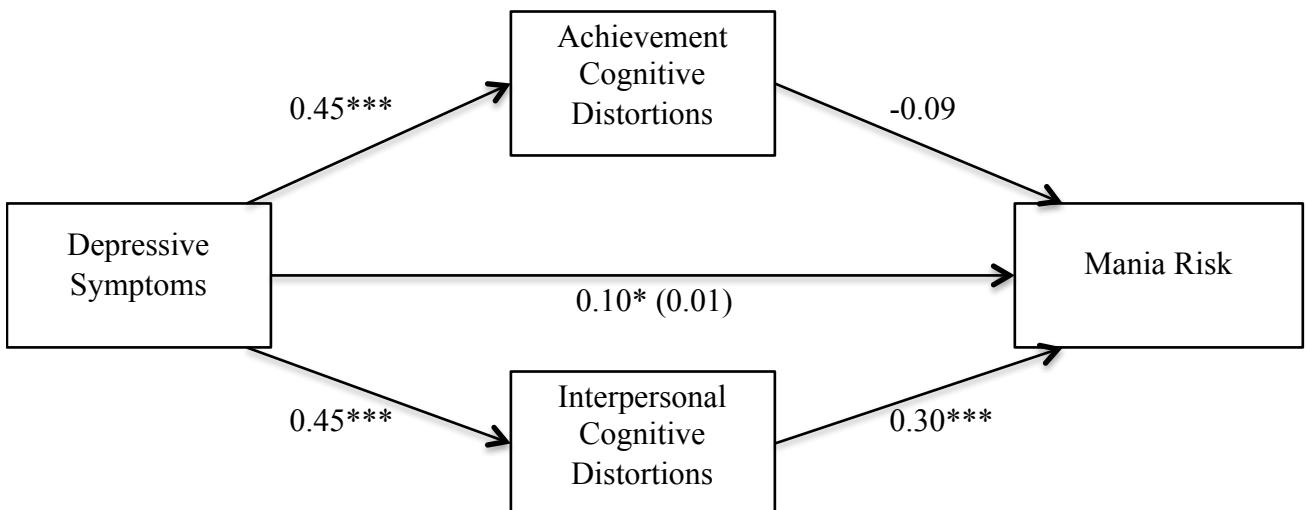 Achievement
Cognitive
Distortions
0.45***
-0.09
Depressive
Symptoms
Mania Risk
0.10* (0.01)
Interpersonal
Cognitive
Distortions
0.45***
0.30***